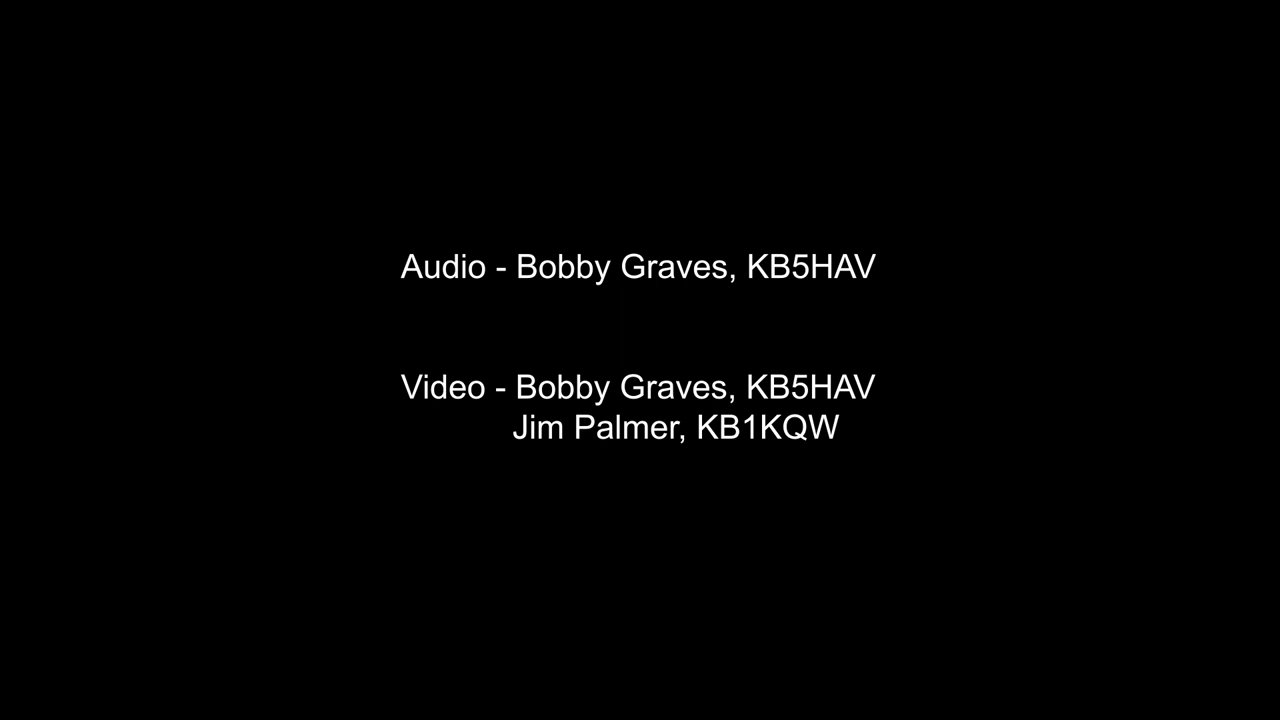 Audio - Bobby Graves, KB5HAV
Video - Bobby Graves, KB5HAV
Jim Palmer, KB1KQW